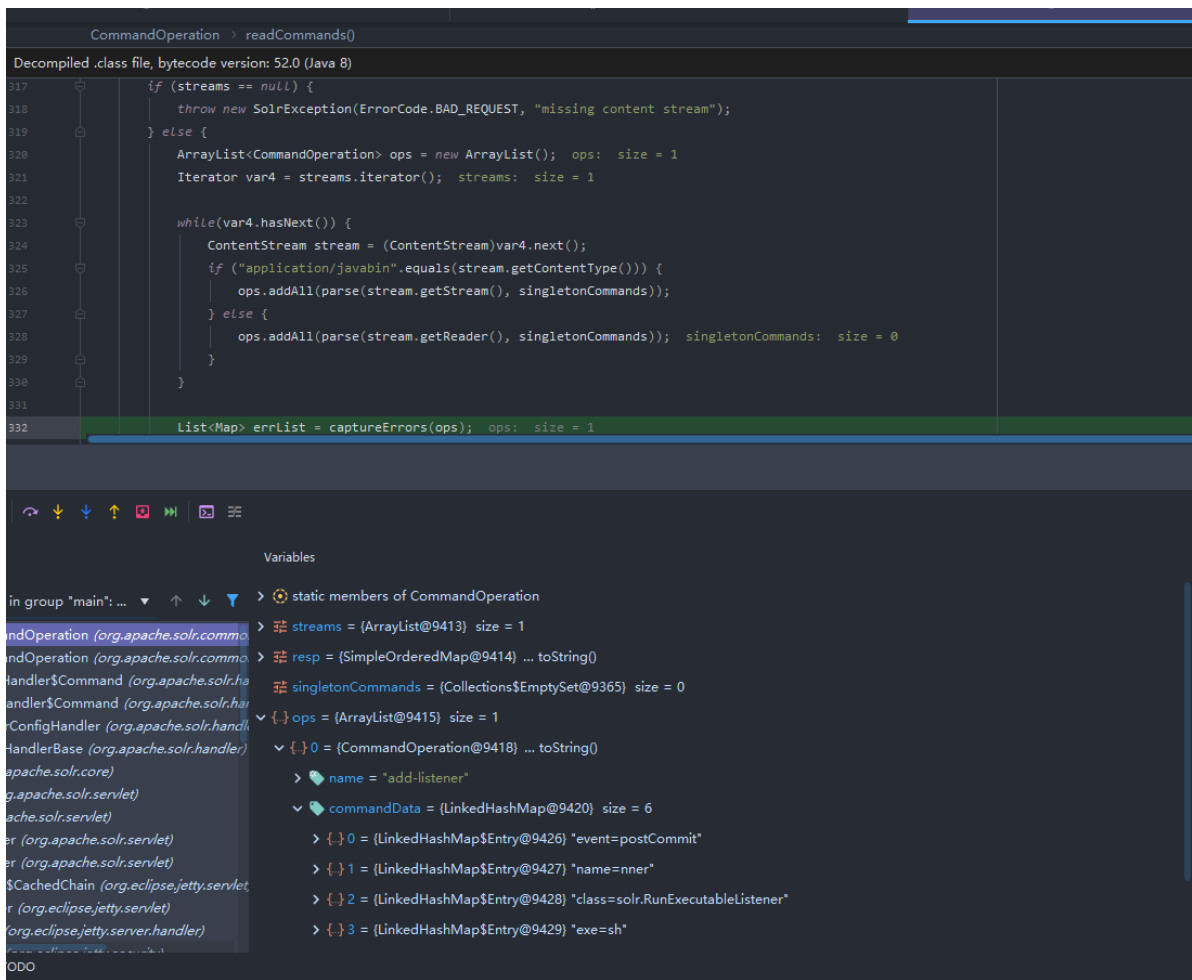 CommandOperation > readCommands()
Decompiled .class file, bytecode version: 52.0 (Java 8)
317 if (streams == null) {
318 throw new SolrException(ErrorCode.BAD_REQUEST, "missing content stream");
319 } else {
320 ArrayList<CommandOperation> ops = new ArrayList(); ops: size = 1
321 Iterator var4 = streams.iterator(); streams: size = 1
322
323 while(var4.hasNext()) {
324 ContentStream stream = (ContentStream)var4.next();
325 if ("application/javabin".equals(stream.getContentType())) {
326 ops.addAll(parse(stream.getStream(), singletonCommands));
327 } else {
328 ops.addAll(parse(stream.getReader(), singletonCommands)); singletonCommands: size = 0
329 }
330 }
331
332 List<Map> errList = captureErrors(ops); ops: size = 1
Variables
in group "main": ...
andOperation (org.apache.solr.commo
andOperation (org.apache.solr.commo
Handler$Command (org.apache.solr.ha
andler$Command (org.apache.solr.har
rConfigHandler (org.apache.solr.handl
HandlerBase (org.apache.solr.handler)
apache.solr.core)
g.apache.solr.servlet)
ache.solr.servlet)
er (org.apache.solr.servlet)
er (org.apache.solr.servlet)
$CachedChain (org.eclipse.jetty.servlet
r (org.eclipse.jetty.servlet)
(org.eclipse.jetty.server.handler)
static members of CommandOperation
streams = {ArrayList@9413} size = 1
resp = {SimpleOrderedMap@9414} ... toString()
singletonCommands = {Collections$EmptySet@9365} size = 0
ops = {ArrayList@9415} size = 1
0 = {CommandOperation@9418} ... toString()
name = "add-listener"
commandData = {LinkedHashMap@9420} size = 6
0 = {LinkedHashMap$Entry@9426} "event=postCommit"
1 = {LinkedHashMap$Entry@9427} "name=nner"
2 = {LinkedHashMap$Entry@9428} "class=solr.RunExecutableListener"
3 = {LinkedHashMap$Entry@9429} "exe=sh"
TODO